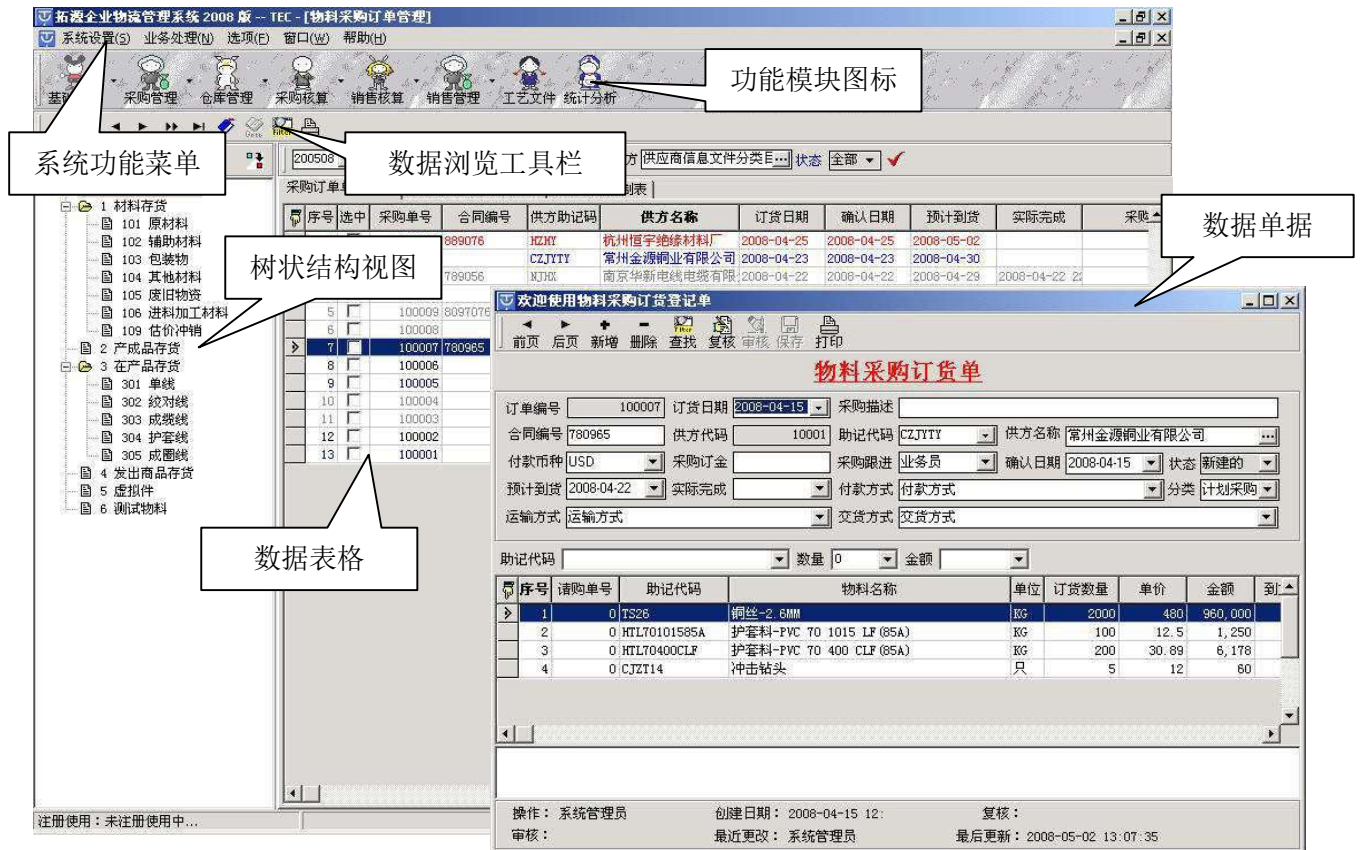 拓源企业物流管理系统 2008 版 -- TEC - [物料采购订单管理]
系统设置(S) 业务处理(N) 选项(F) 窗口(W) 帮助(H)
采购管理 仓库管理 采购核算 销售核算 销售管理 工艺文件 统计分析
功能模块图标
系统功能菜单
数据浏览工具栏
200508 供应商信息文件分类E... 状态 全部
采购订单
制表
序号 选中 采购单号 合同编号 供方助记码 供方名称 订货日期 确认日期 预计到货 实际完成 采购
889076 HZHY 杭州恒宇绝缘材料厂 2008-04-25 2008-04-25 2008-05-02
CZJYTY 常州金源铜业有限公司 2008-04-23 2008-04-23 2008-04-30
789056 NJHX 南京华新电线电缆有限 2008-04-22 2008-04-22 2008-04-29 2008-04-22 22
5 100009 8097076
6 100008
7 100007 780965
8 100006
9 100005
10 100004
11 100003
12 100002
13 100001
数据单据
树状结构视图
1 材料存货
101 原材料
102 辅助材料
103 包装物
104 其他材料
105 废旧物资
106 进料加工材料
109 估价冲销
2 产成品存货
3 在产品存货
301 单线
302 绞对线
303 成缆线
304 护套线
305 成圈线
4 发出商品存货
5 虚拟件
6 测试物料
数据表格
欢迎使用物料采购订货登记单
前页 后页 新增 删除 查找 复核 审核 保存 打印
物料采购订货单
订单编号 100007 订货日期 2008-04-15 采购描述
合同编号 780965 供方代码 10001 助记代码 CZJYTY 供方名称 常州金源铜业有限公司 ...
付款币种 USD 采购订金 采购跟进 业务员 确认日期 2008-04-15 状态 新建的
预计到货 2008-04-22 实际完成 付款方式 付款方式 分类 计划采购
运输方式 运输方式 交货方式 交货方式
助记代码 数量 0 金额
序号 请购单号 助记代码 物料名称 单位 订货数量 单价 金额 到
1 0 TS26 铜丝-2.6MM KG 2000 480 960,000
2 0 HTL70101585A 护套料-PVC 70 1015 LF(85A) KG 100 12.5 1,250
3 0 HTL70400CLF 护套料-PVC 70 400 CLF(85A) KG 200 30.89 6,178
4 0 CJZT14 冲击钻头 只 5 12 60
操作： 系统管理员 创建日期： 2008-04-15 12: 复核：
审核： 最近更改： 系统管理员 最后更新： 2008-05-02 13:07:35
注册使用：未注册使用中...